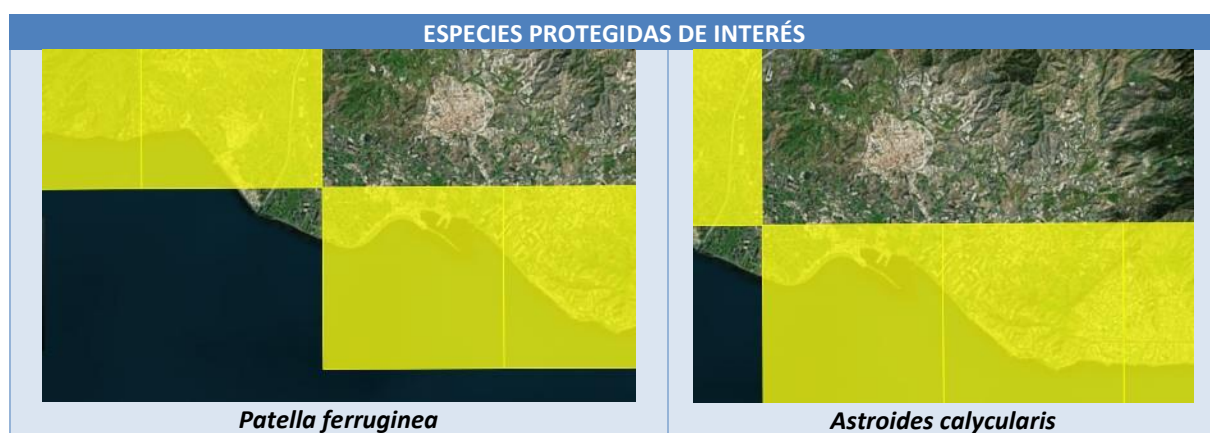 ESPECIES PROTEGIDAS DE INTERÉS
Patella ferruginea
Astroides calycularis